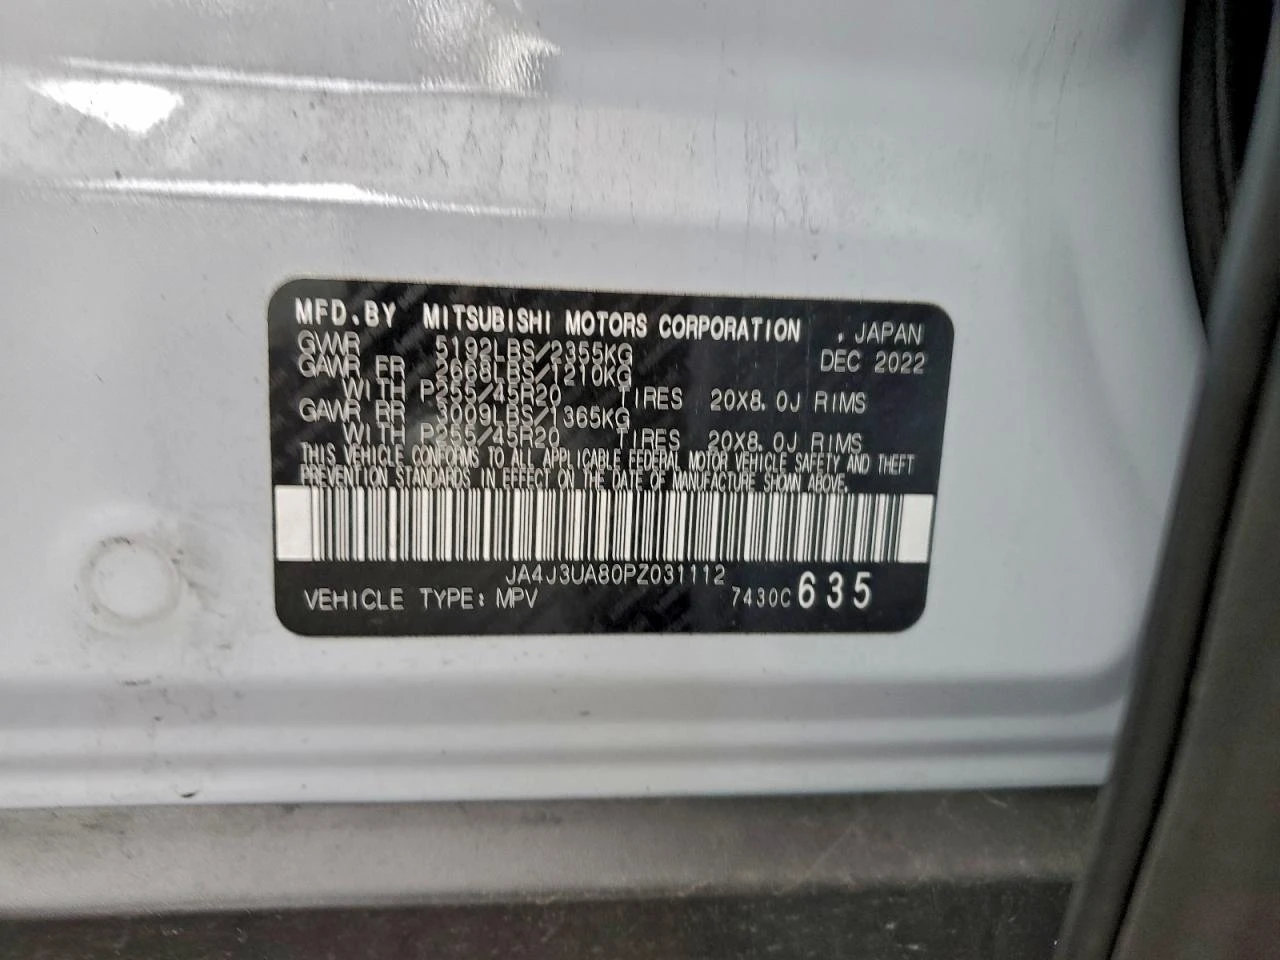 MFD.BY MITSUBISHI MOTORS CORPORATION . JAPAN
GVWR 5192LBS/2355KG DEC 2022
GAWR FR 2668LBS/1210KG
WITH P255/45R20 TIRES 20X8.0J RIMS
GAWR RR 3009LBS/1365KG
WITH P255/45R20 TIRES 20X8.0J RIMS
THIS VEHICLE CONFORMS TO ALL APPLICABLE FEDERAL MOTOR VEHICLE SAFETY AND THEFT
PREVENTION STANDARDS IN EFFECT ON THE DATE OF MANUFACTURE SHOWN ABOVE.
JA4J3UA80PZ031112
VEHICLE TYPE: MPV 7430C 635